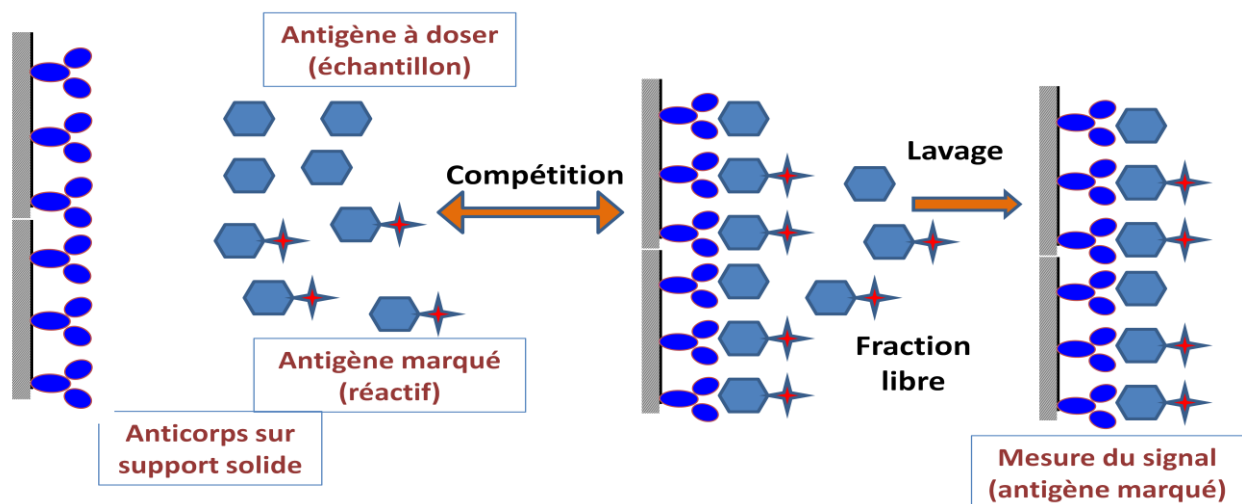 Antigène à doser
(échantillon)
Compétition
Lavage
Antigène marqué
(réactif)
Fraction
libre
Anticorps sur
support solide
Mesure du signal
(antigène marqué)